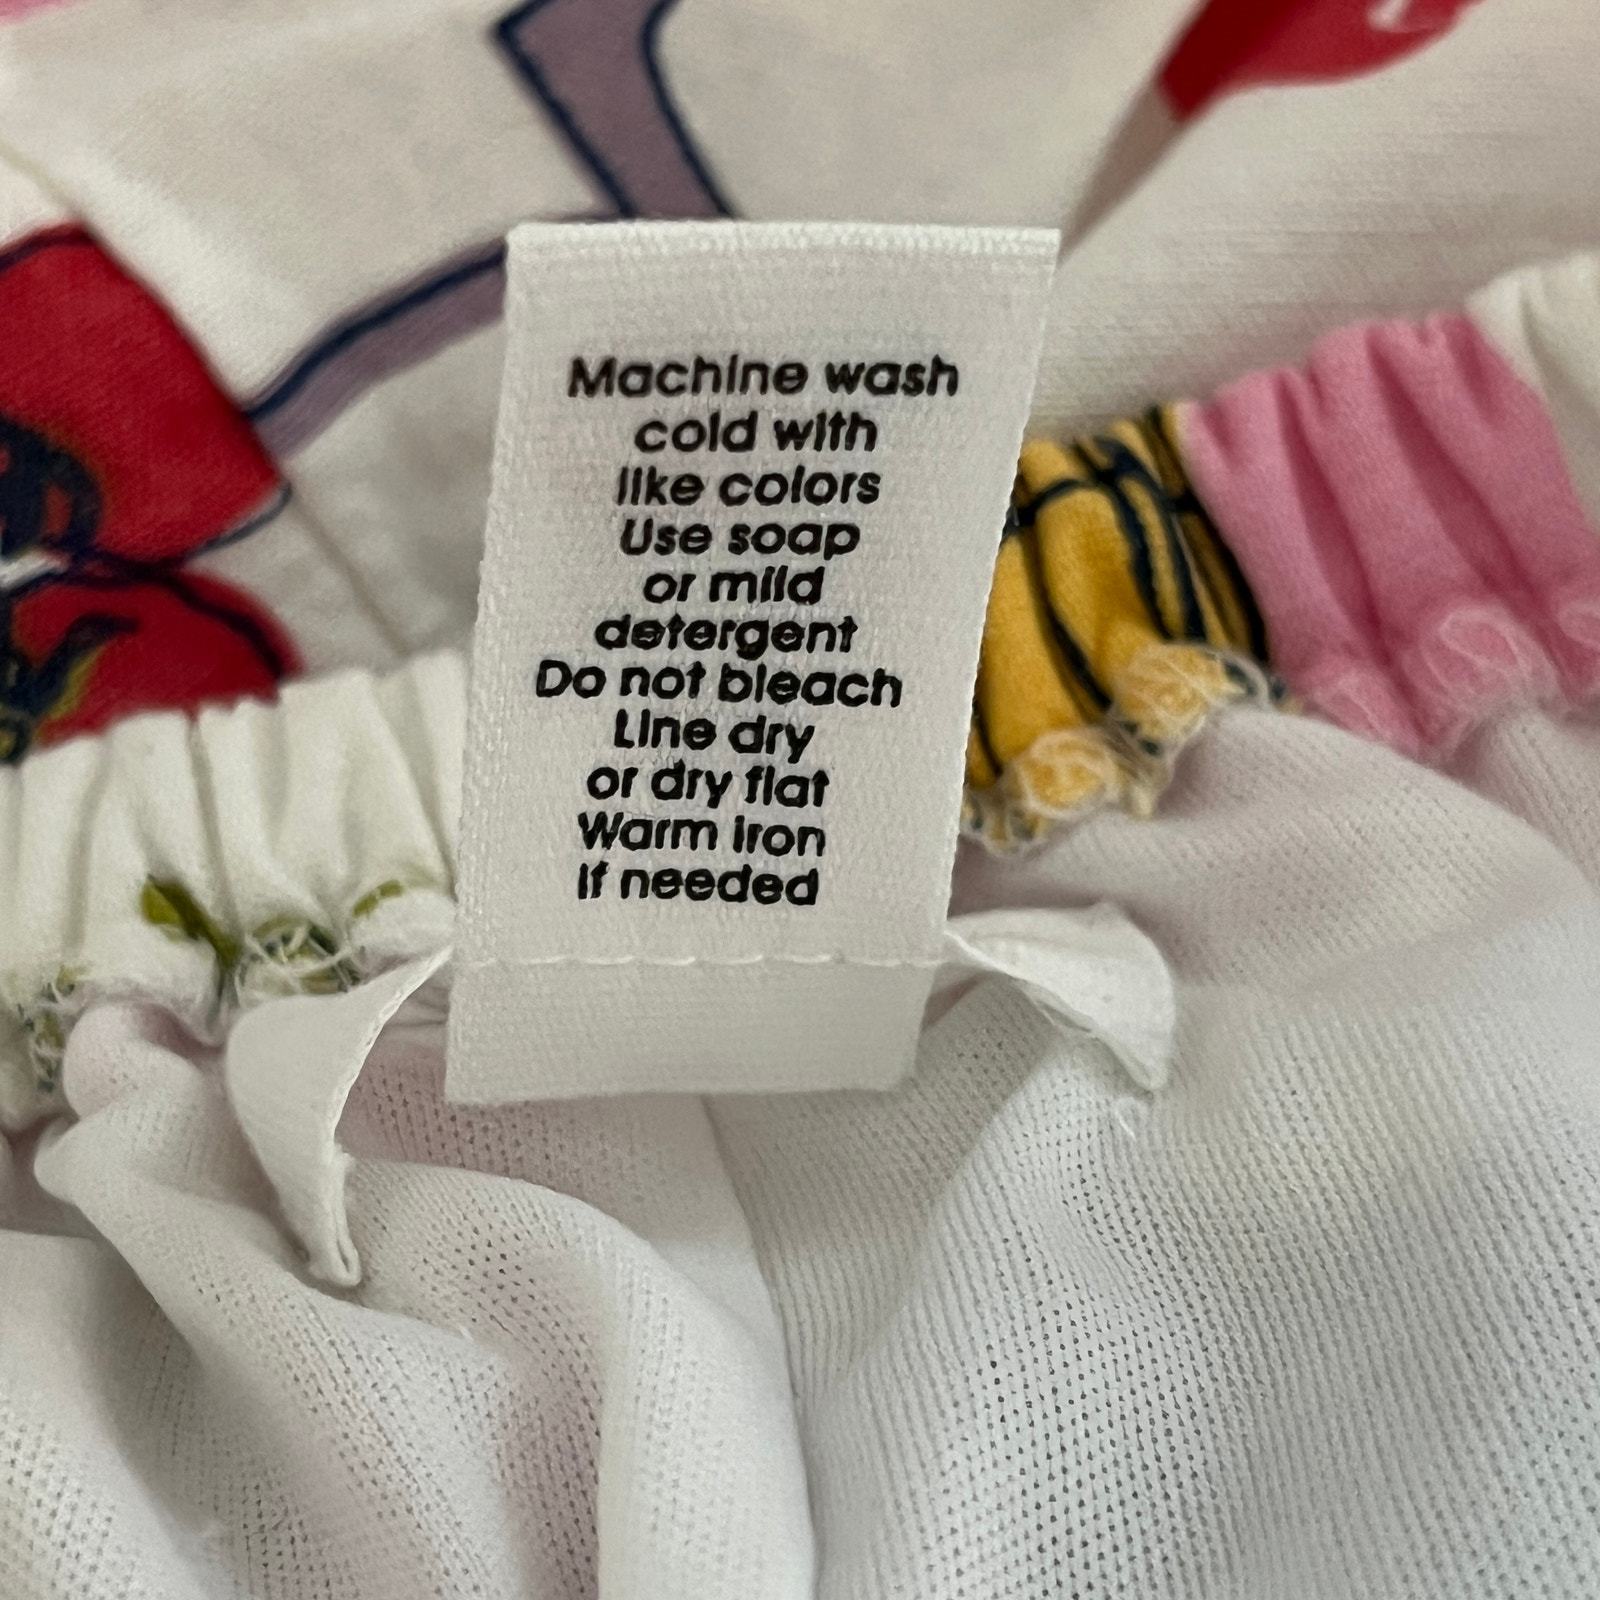 Machine wash
cold with
like colors
Use soap
or mild
detergent
Do not bleach
Line dry
or dry flat
Warm iron
if needed